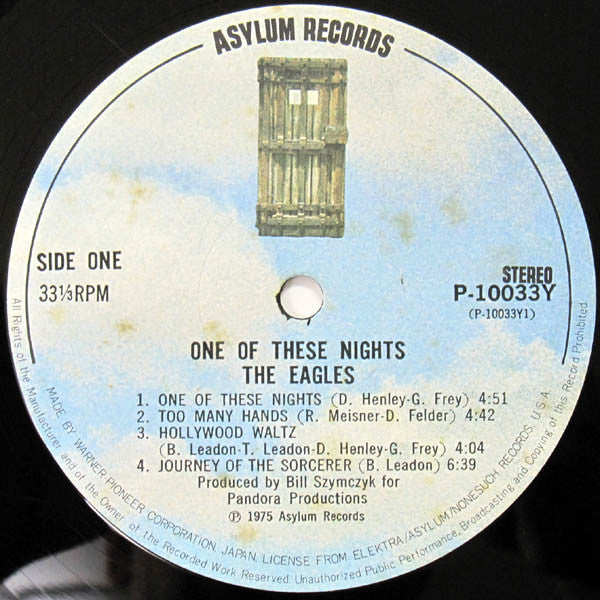 ASYLUM RECORDS
SIDE ONE
33⅓RPM
STEREO
P-10033Y
(P-10033Y1)
ONE OF THESE NIGHTS
THE EAGLES
1. ONE OF THESE NIGHTS (D. Henley-G. Frey) 4:51
2. TOO MANY HANDS (R. Meisner-D. Felder) 4:42
3. HOLLYWOOD WALTZ
(B. Leadon-T. Leadon-D. Henley-G. Frey) 4:04
4. JOURNEY OF THE SORCERER (B. Leadon) 6:39
Produced by Bill Szymczyk for
Pandora Productions
℗ 1975 Asylum Records
MADE BY WARNER-PIONEER CORPORATION, JAPAN, LICENSE FROM ELEKTRA/ASYLUM/NONESUCH RECORDS, U.S.A.
All Rights of the Manufacturer and of the Owner of the Recorded Work Reserved. Unauthorized Public Performance, Broadcasting and Copying of this Record Prohibited.